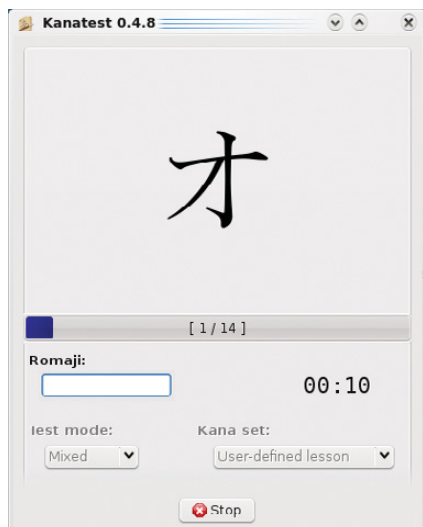 Kanatest 0.4.8
オ
[ 1 / 14 ]
Romaji:
00:10
Test mode:
Kana set:
Mixed
User-defined lesson
Stop